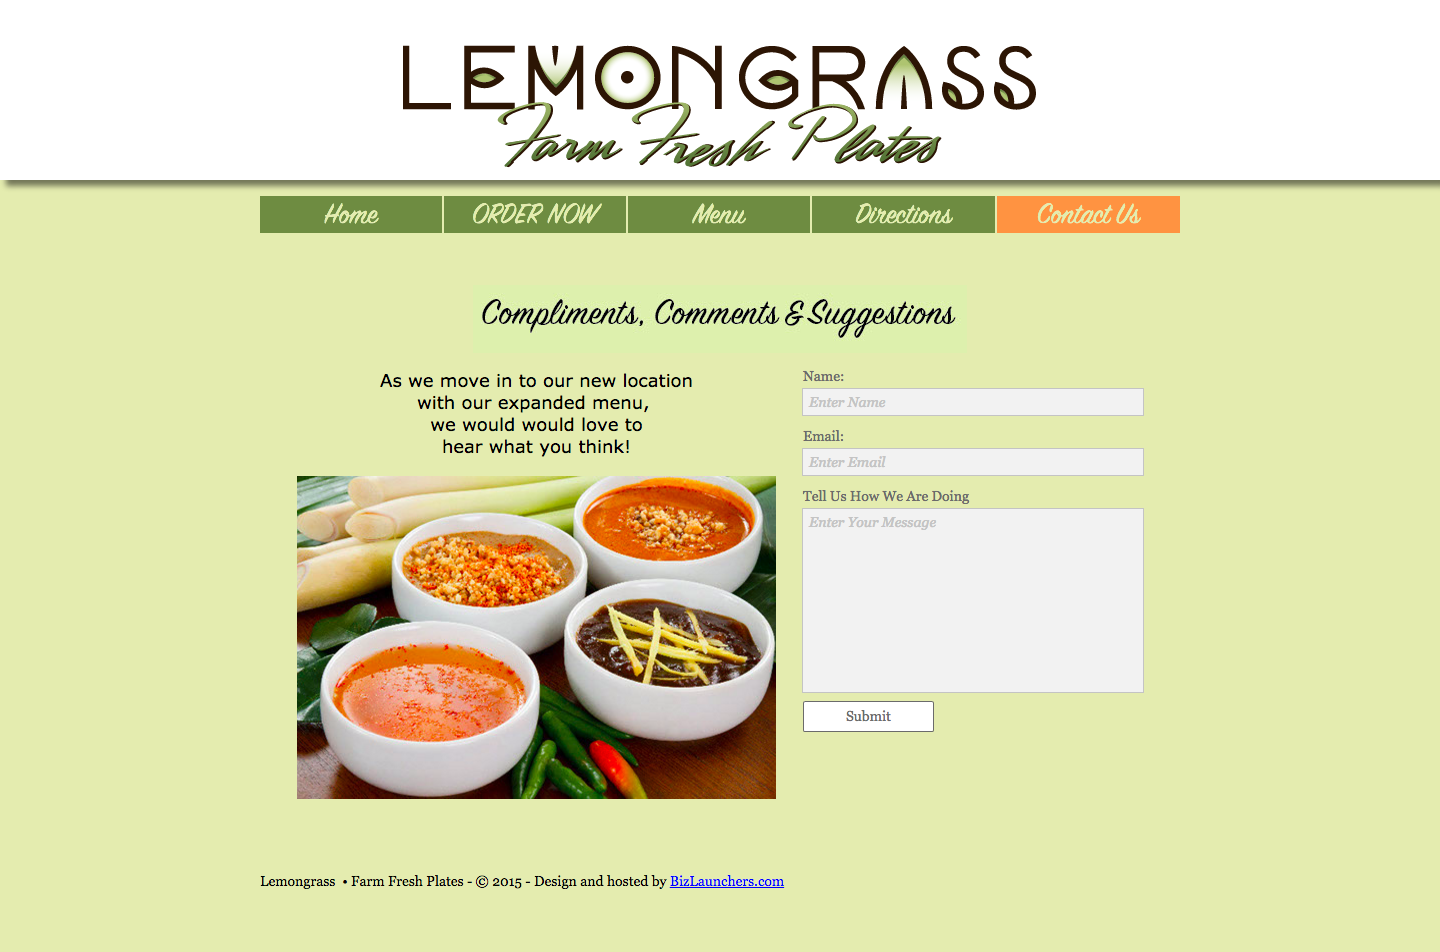 LEMONGRASS
Farm Fresh Plates
Home
ORDER NOW
Menu
Directions
Contact Us
Compliments, Comments & Suggestions
As we move in to our new location
with our expanded menu,
we would would love to
hear what you think!
Name:
Enter Name
Email:
Enter Email
Tell Us How We Are Doing
Enter Your Message
Submit
Lemongrass • Farm Fresh Plates - © 2015 - Design and hosted by BizLaunchers.com